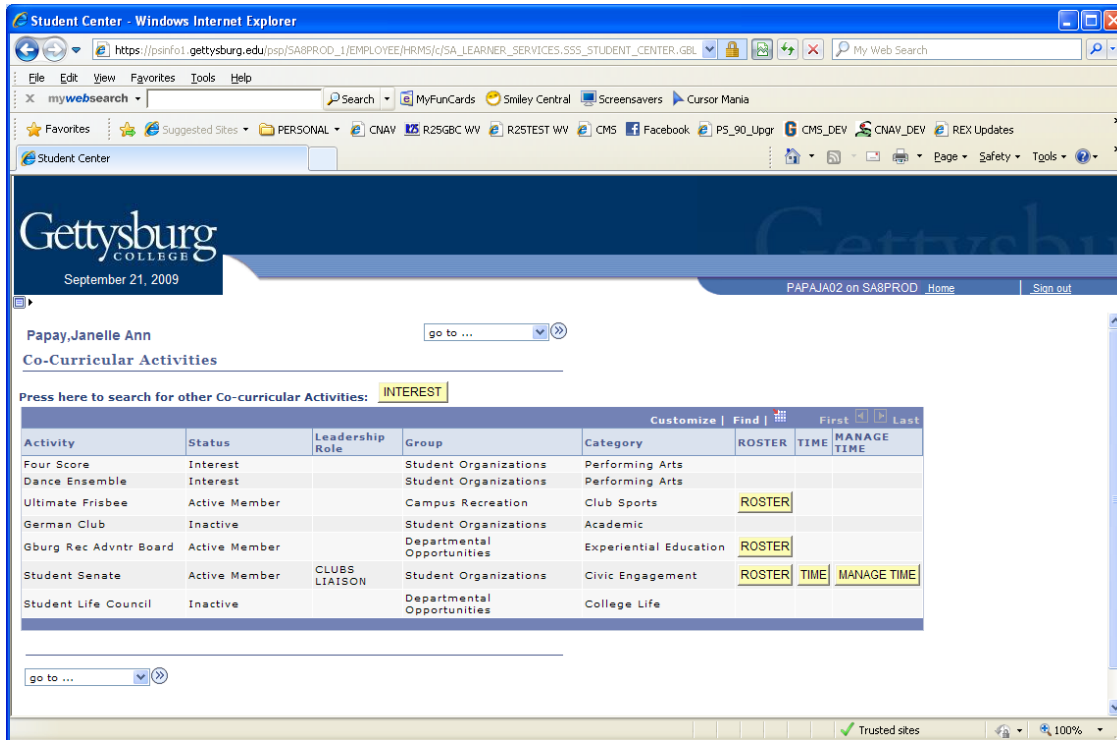 Student Center - Windows Internet Explorer
https://psinfo1.gettysburg.edu/psp/SA8PROD_1/EMPLOYEE/HRMS/c/SA_LEARNER_SERVICES.SSS_STUDENT_CENTER.GBL My Web Search
File Edit View Favorites Tools Help
x mywebsearch Search MyFunCards Smiley Central Screensavers Cursor Mania
Favorites Suggested Sites PERSONAL CNAV R25GBC WV R25TEST WV CMS Facebook PS_90_Upgr CMS_DEV CNAV_DEV REX Updates
Student Center Page Safety Tools
Gettysburg
COLLEGE
September 21, 2009
PAPAJA02 on SA8PROD Home Sign out
Papay,Janelle Ann go to ...
Co-Curricular Activities
Press here to search for other Co-curricular Activities: INTEREST
Customize | Find | First Last
Activity Status Leadership Role Group Category ROSTER TIME MANAGE TIME
Four Score Interest Student Organizations Performing Arts
Dance Ensemble Interest Student Organizations Performing Arts
Ultimate Frisbee Active Member Campus Recreation Club Sports ROSTER
German Club Inactive Student Organizations Academic
Gburg Rec Advntr Board Active Member Departmental Opportunities Experiential Education ROSTER
Student Senate Active Member CLUBS LIAISON Student Organizations Civic Engagement ROSTER TIME MANAGE TIME
Student Life Council Inactive Departmental Opportunities College Life
go to ...
Trusted sites 100%